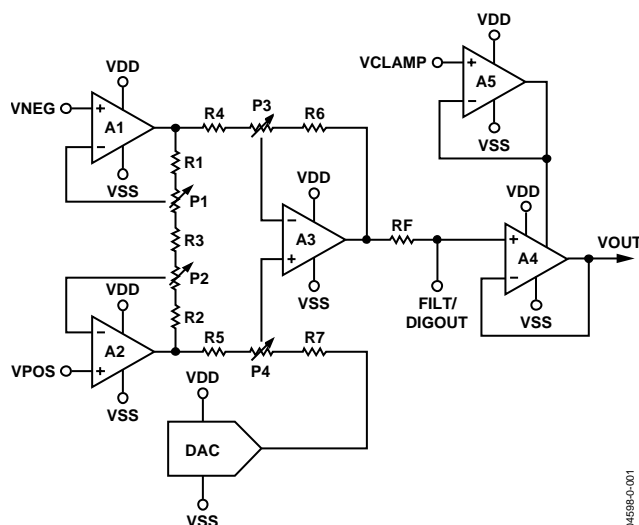 VDD
VNEG
+
A1
−
VSS
R4
P3
R6
R1
P1
R3
P2
R2
VDD
−
A2
+
VPOS
VSS
R5
P4
R7
VDD
DAC
VSS
VDD
−
A3
+
VSS
RF
FILT/
DIGOUT
VDD
VCLAMP
+
A5
−
VSS
VDD
+
A4
−
VSS
VOUT
04598-0-001